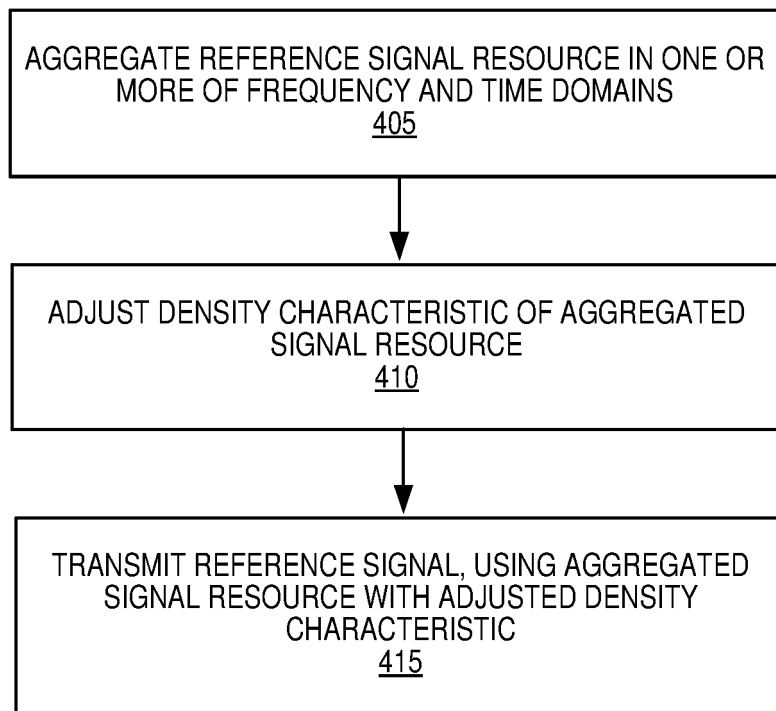 AGGREGATE REFERENCE SIGNAL RESOURCE IN ONE OR
MORE OF FREQUENCY AND TIME DOMAINS
405
ADJUST DENSITY CHARACTERISTIC OF AGGREGATED
SIGNAL RESOURCE
410
TRANSMIT REFERENCE SIGNAL, USING AGGREGATED
SIGNAL RESOURCE WITH ADJUSTED DENSITY
CHARACTERISTIC
415